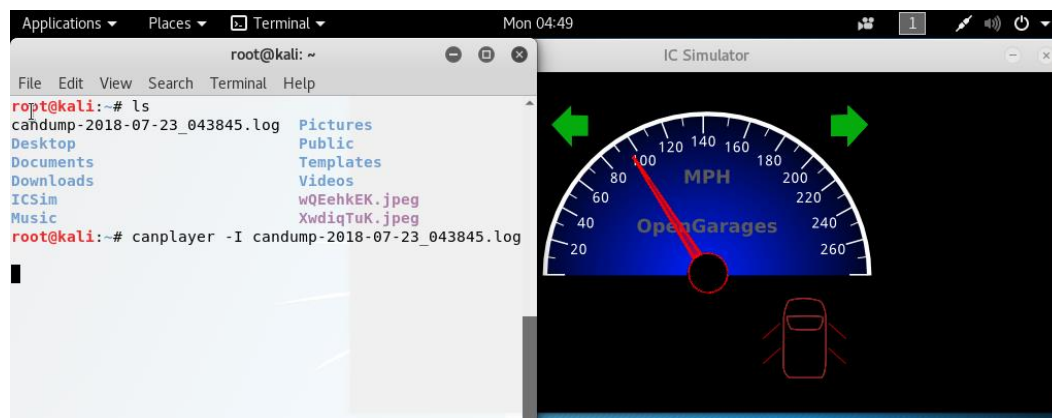 Applications Places Terminal Mon 04:49 1
root@kali: ~
File Edit View Search Terminal Help
root@kali:~# ls
candump-2018-07-23_043845.log Pictures
Desktop Public
Documents Templates
Downloads Videos
ICSim wQEehkEK.jpeg
Music XwdiqTuK.jpeg
root@kali:~# canplayer -I candump-2018-07-23_043845.log
IC Simulator
20 40 60 80 100 120 140 160 180 200 220 240 260
MPH
OpenGarages